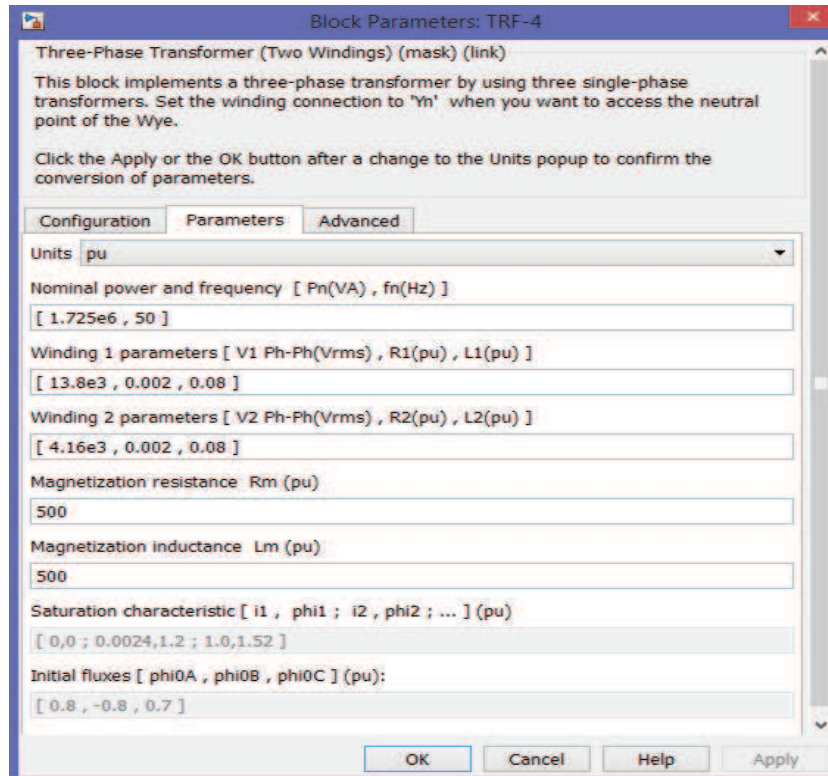 Block Parameters: TRF-4
Three-Phase Transformer (Two Windings) (mask) (link)
This block implements a three-phase transformer by using three single-phase
transformers. Set the winding connection to 'Yn' when you want to access the neutral
point of the Wye.
Click the Apply or the OK button after a change to the Units popup to confirm the
conversion of parameters.
Configuration Parameters Advanced
Units pu
Nominal power and frequency [ Pn(VA) , fn(Hz) ]
[ 1.725e6 , 50 ]
Winding 1 parameters [ V1 Ph-Ph(Vrms) , R1(pu) , L1(pu) ]
[ 13.8e3 , 0.002 , 0.08 ]
Winding 2 parameters [ V2 Ph-Ph(Vrms) , R2(pu) , L2(pu) ]
[ 4.16e3 , 0.002 , 0.08 ]
Magnetization resistance Rm (pu)
500
Magnetization inductance Lm (pu)
500
Saturation characteristic [ i1 , phi1 ; i2 , phi2 ; ... ] (pu)
[ 0,0 ; 0.0024,1.2 ; 1.0,1.52 ]
Initial fluxes [ phi0A , phi0B , phi0C ] (pu):
[ 0.8 , -0.8 , 0.7 ]
OK Cancel Help Apply